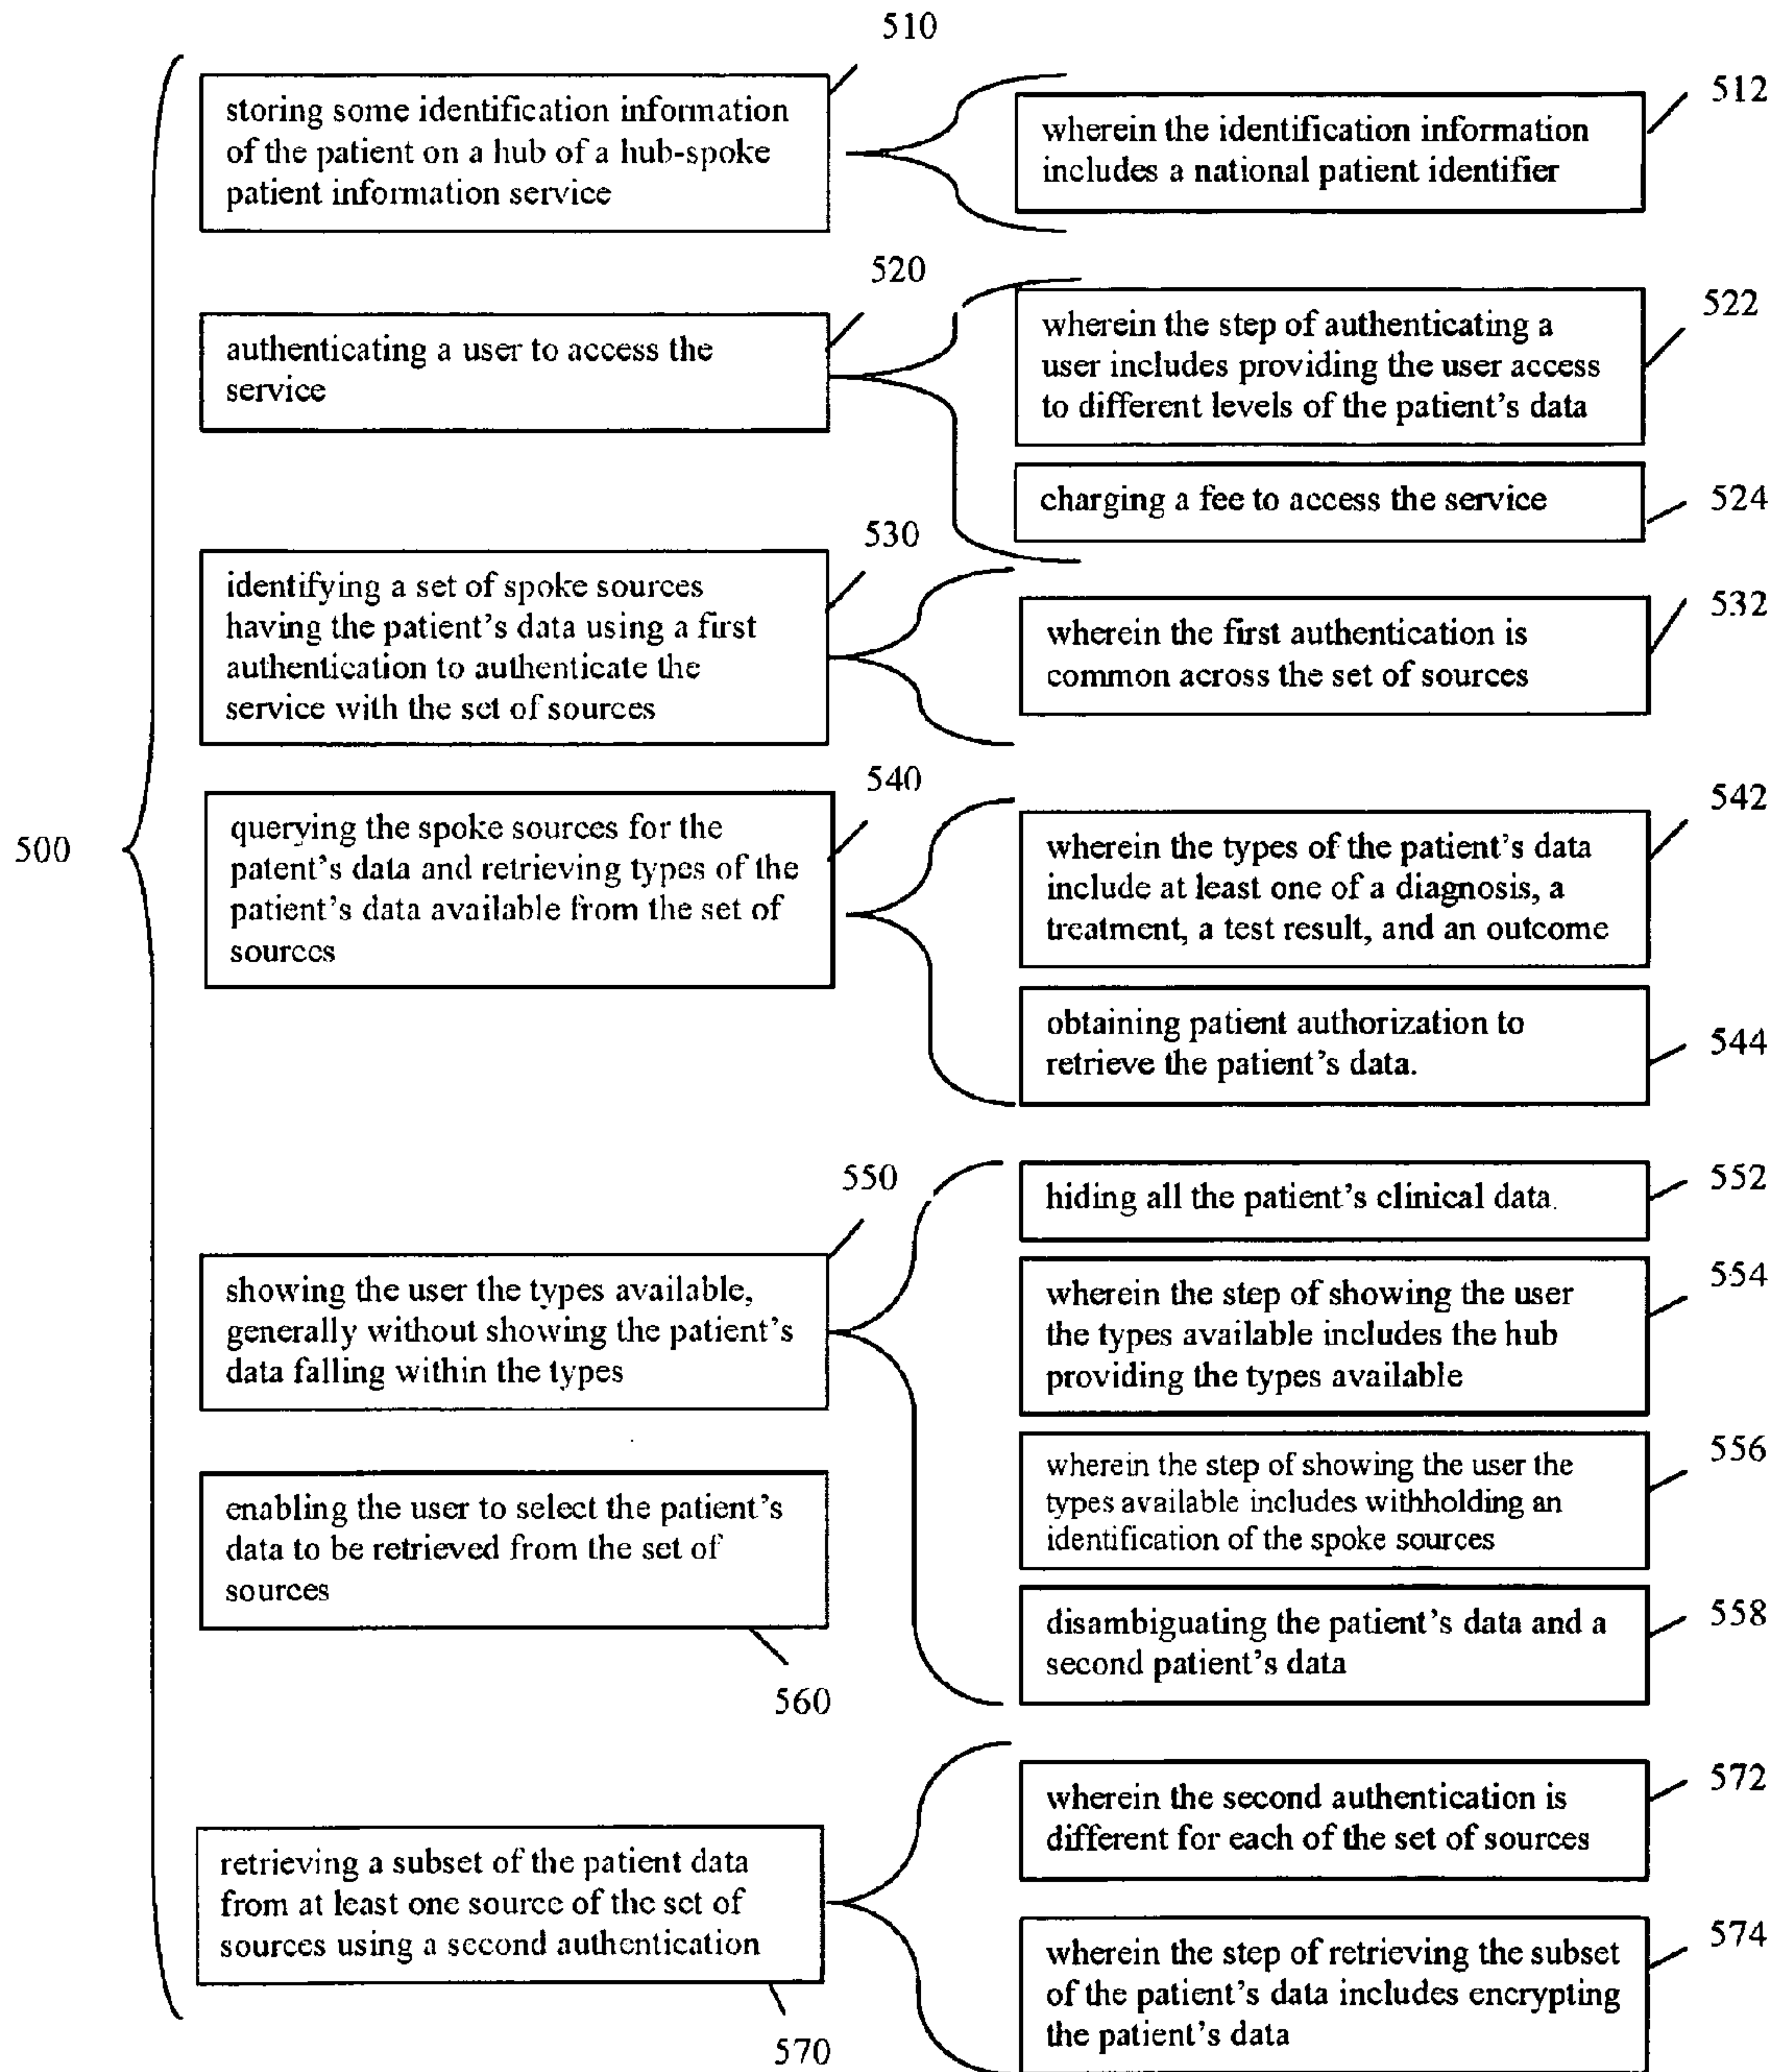 500
510
storing some identification information
of the patient on a hub of a hub-spoke
patient information service
512
wherein the identification information
includes a national patient identifier
520
authenticating a user to access the
service
522
wherein the step of authenticating a
user includes providing the user access
to different levels of the patient's data
charging a fee to access the service
524
530
identifying a set of spoke sources
having the patient's data using a first
authentication to authenticate the
service with the set of sources
532
wherein the first authentication is
common across the set of sources
540
querying the spoke sources for the
patent's data and retrieving types of the
patient's data available from the set of
sources
542
wherein the types of the patient's data
include at least one of a diagnosis, a
treatment, a test result, and an outcome
obtaining patient authorization to
retrieve the patient's data.
544
550
showing the user the types available,
generally without showing the patient's
data falling within the types
552
hiding all the patient's clinical data.
554
wherein the step of showing the user
the types available includes the hub
providing the types available
556
wherein the step of showing the user the
types available includes withholding an
identification of the spoke sources
558
disambiguating the patient's data and a
second patient's data
enabling the user to select the patient's
data to be retrieved from the set of
sources
560
retrieving a subset of the patient data
from at least one source of the set of
sources using a second authentication
570
572
wherein the second authentication is
different for each of the set of sources
574
wherein the step of retrieving the subset
of the patient's data includes encrypting
the patient's data